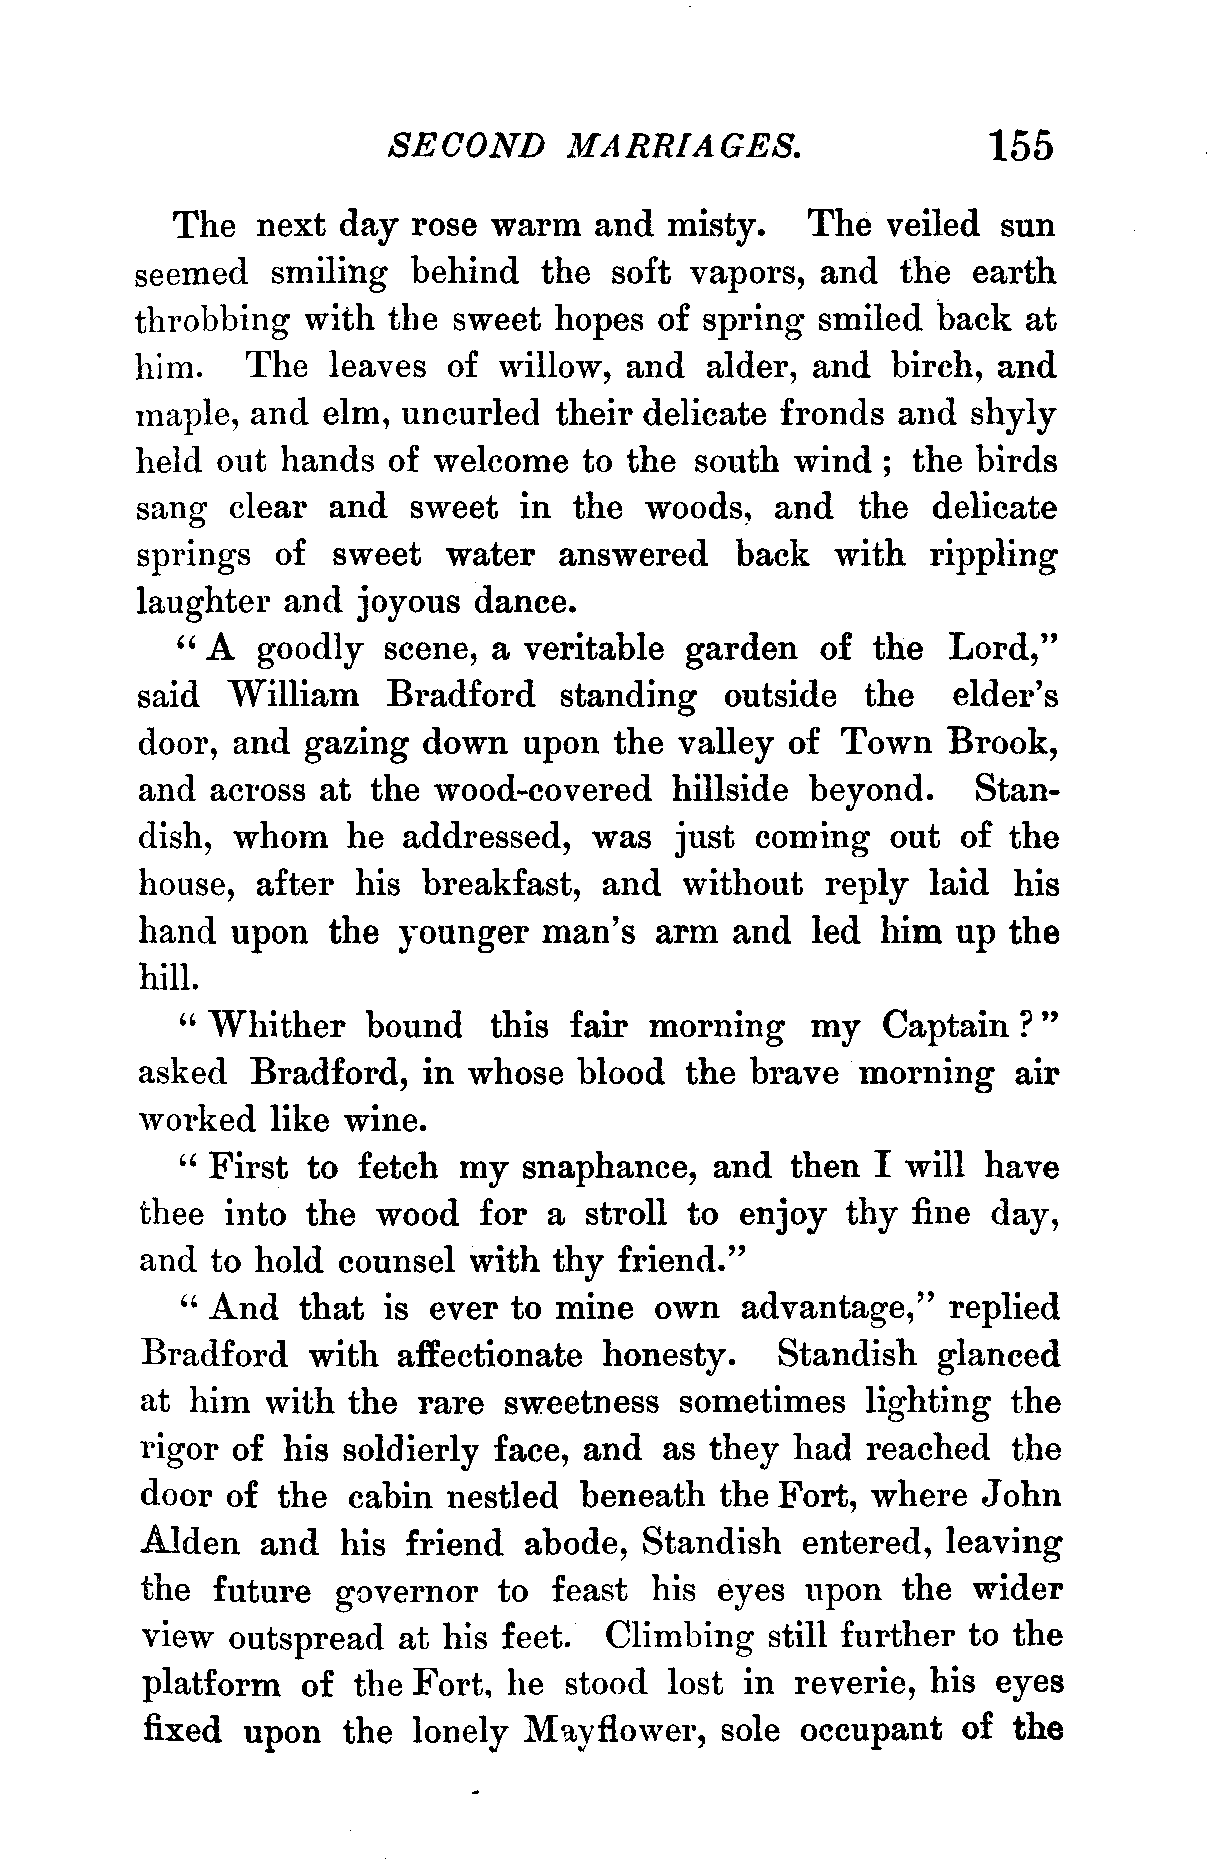 SECOND MARRIAGES. 155
The next day rose warm and misty. The veiled sun
seemed smiling behind the soft vapors, and the earth
throbbing with the sweet hopes of spring smiled back at
him. The leaves of willow, and alder, and birch, and
maple, and elm, uncurled their delicate fronds and shyly
held out hands of welcome to the south wind ; the birds
sang clear and sweet in the woods, and the delicate
springs of sweet water answered back with rippling
laughter and joyous dance.
“ A goodly scene, a veritable garden of the Lord,”
said William Bradford standing outside the elder’s
door, and gazing down upon the valley of Town Brook,
and across at the wood-covered hillside beyond. Stan-
dish, whom he addressed, was just coming out of the
house, after his breakfast, and without reply laid his
hand upon the younger man’s arm and led him up the
hill.
“ Whither bound this fair morning my Captain ? ”
asked Bradford, in whose blood the brave morning air
worked like wine.
“ First to fetch my snaphance, and then I will have
thee into the wood for a stroll to enjoy thy fine day,
and to hold counsel with thy friend.”
“ And that is ever to mine own advantage,” replied
Bradford with affectionate honesty. Standish glanced
at him with the rare sweetness sometimes lighting the
rigor of his soldierly face, and as they had reached the
door of the cabin nestled beneath the Fort, where John
Alden and his friend abode, Standish entered, leaving
the future governor to feast his eyes upon the wider
view outspread at his feet. Climbing still further to the
platform of the Fort, he stood lost in reverie, his eyes
fixed upon the lonely Mayflower, sole occupant of the